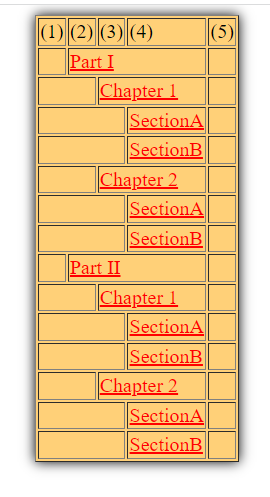 (1) (2) (3) (4) (5)
Part I
Chapter 1
SectionA
SectionB
Chapter 2
SectionA
SectionB
Part II
Chapter 1
SectionA
SectionB
Chapter 2
SectionA
SectionB